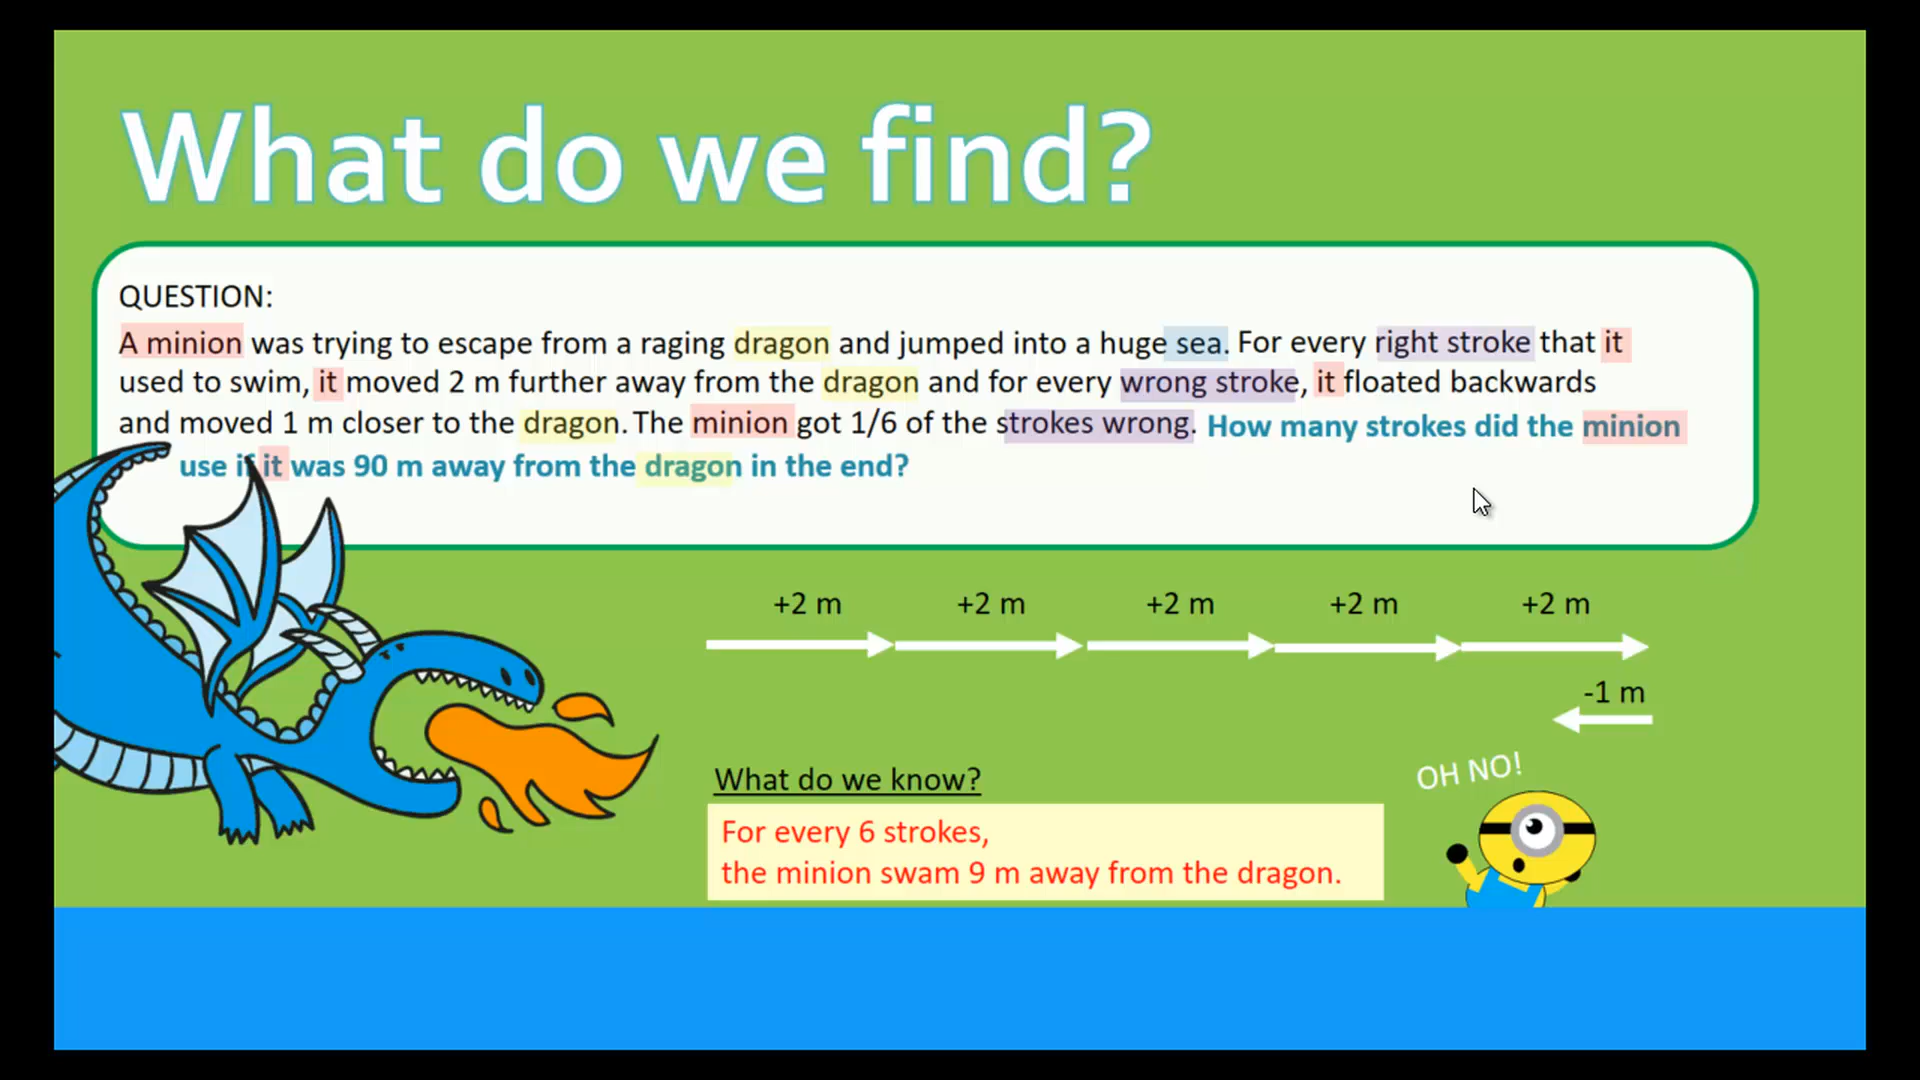 What do we find?
QUESTION:
A minion was trying to escape from a raging dragon and jumped into a huge sea. For every right stroke that it
used to swim, it moved 2 m further away from the dragon and for every wrong stroke, it floated backwards
and moved 1 m closer to the dragon. The minion got 1/6 of the strokes wrong. How many strokes did the minion
use if it was 90 m away from the dragon in the end?
+2 m +2 m +2 m +2 m +2 m
-1 m
What do we know?
For every 6 strokes,
the minion swam 9 m away from the dragon.
OH NO!